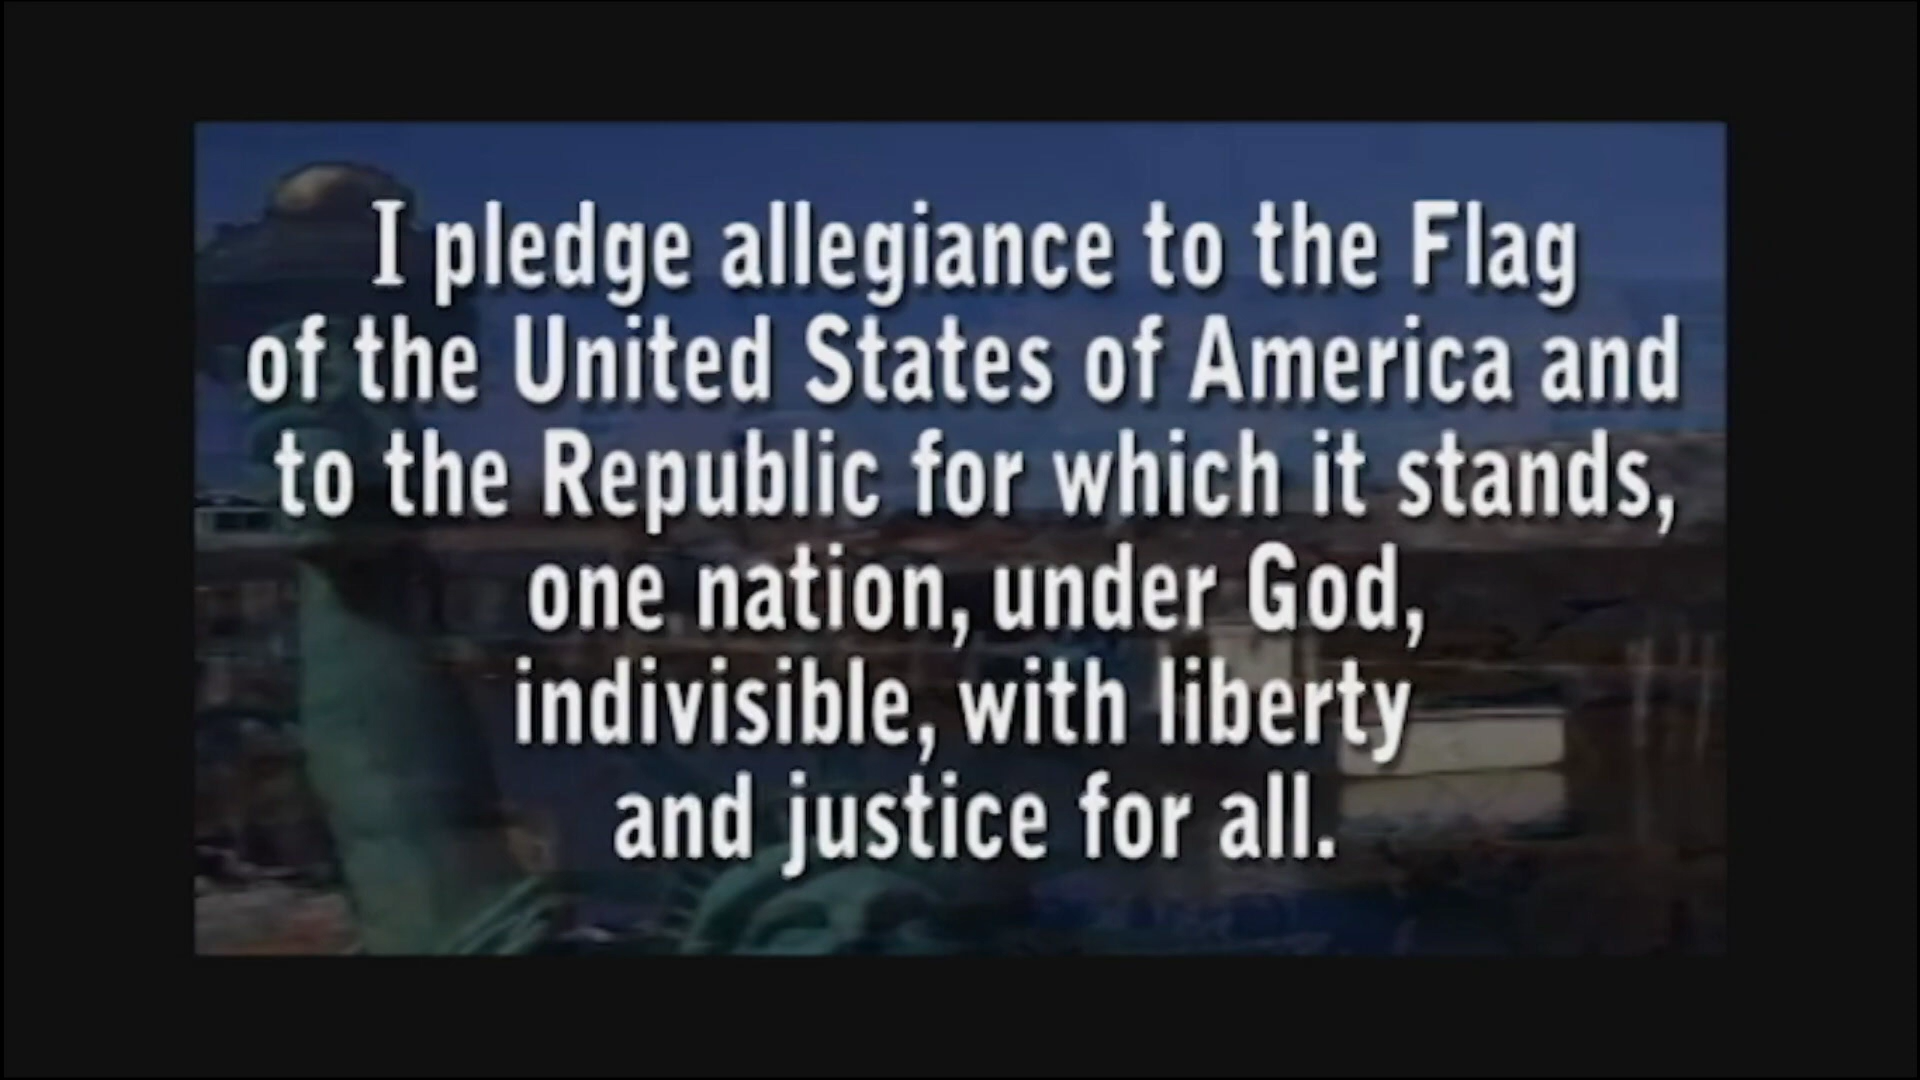 I pledge allegiance to the Flag
of the United States of America and
to the Republic for which it stands,
one nation, under God,
indivisible, with liberty
and justice for all.